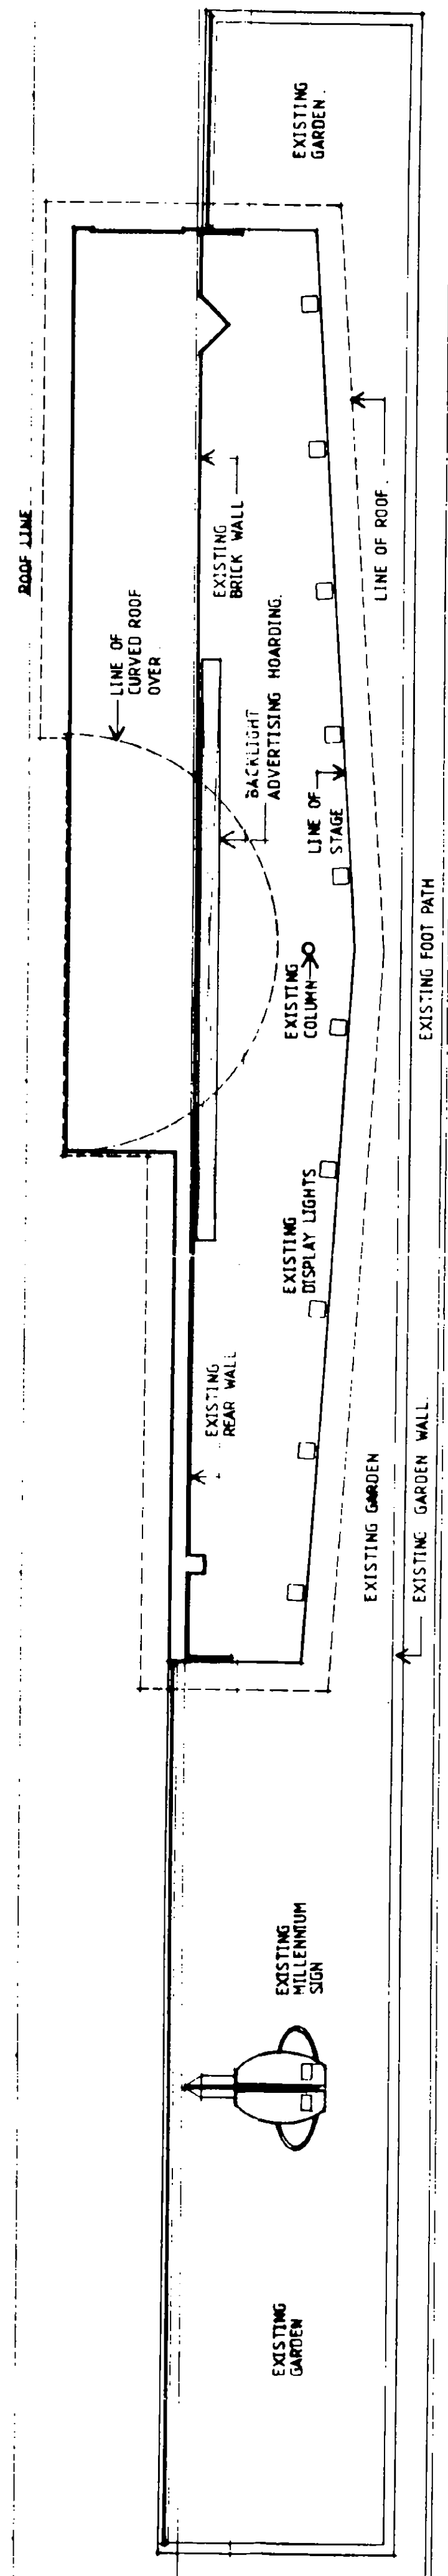 EXISTING
GARDEN
EXISTING
MILLENNIUM
SIGN
EXISTING GARDEN WALL
EXISTING GARDEN
EXISTING
REAR WALL
EXISTING
DISPLAY LIGHTS
EXISTING
COLUMN
EXISTING FOOT PATH
LINE OF
STAGE
BACKLIGHT
ADVERTISING HOARDING.
LINE OF
CURVED ROOF
OVER
EXISTING
BRICK WALL
ROOF LINE
LINE OF ROOF.
EXISTING
GARDEN.